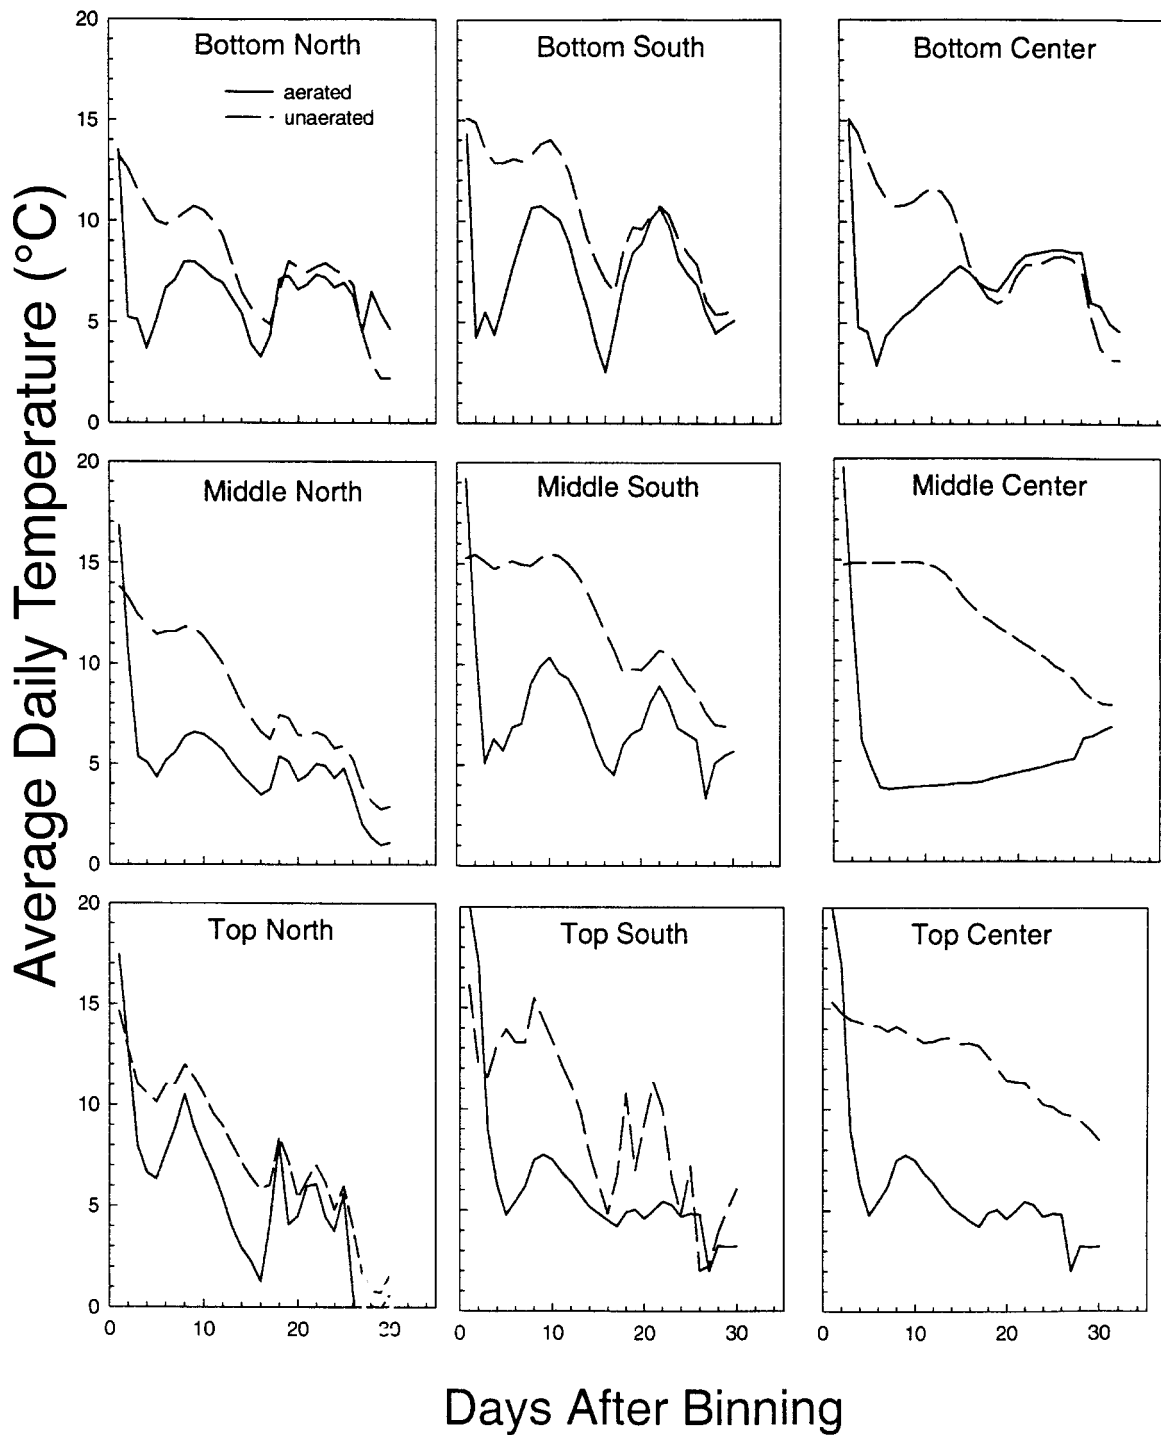 Average Daily Temperature (°C)
20
15
10
5
0
Bottom North
aerated
unaerated
Bottom South
Bottom Center
20
15
10
5
0
Middle North
Middle South
Middle Center
20
15
10
5
0
Top North
Top South
Top Center
0 10 20 30
0 10 20 30
0 10 20 30
Days After Binning